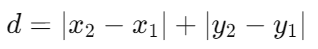 d = |x₂ − x₁| + |y₂ − y₁|